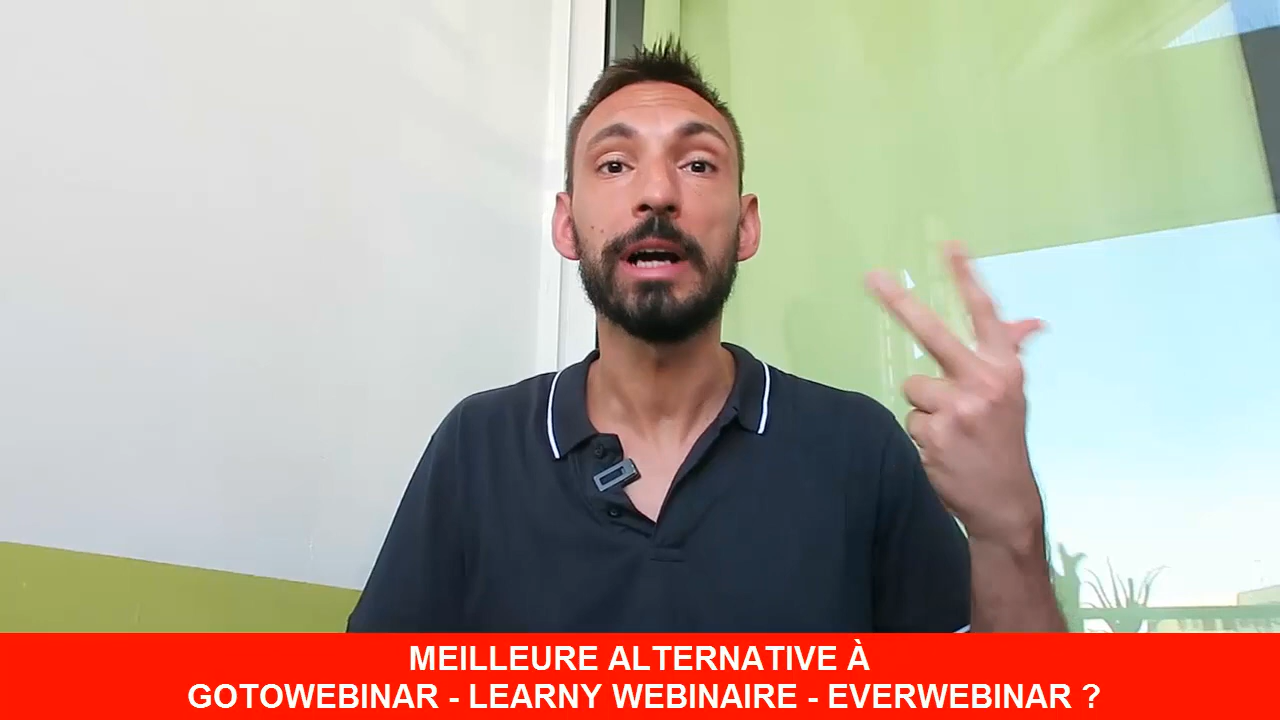 MEILLEURE ALTERNATIVE À
GOTOWEBINAR - LEARNY WEBINAIRE - EVERWEBINAR ?